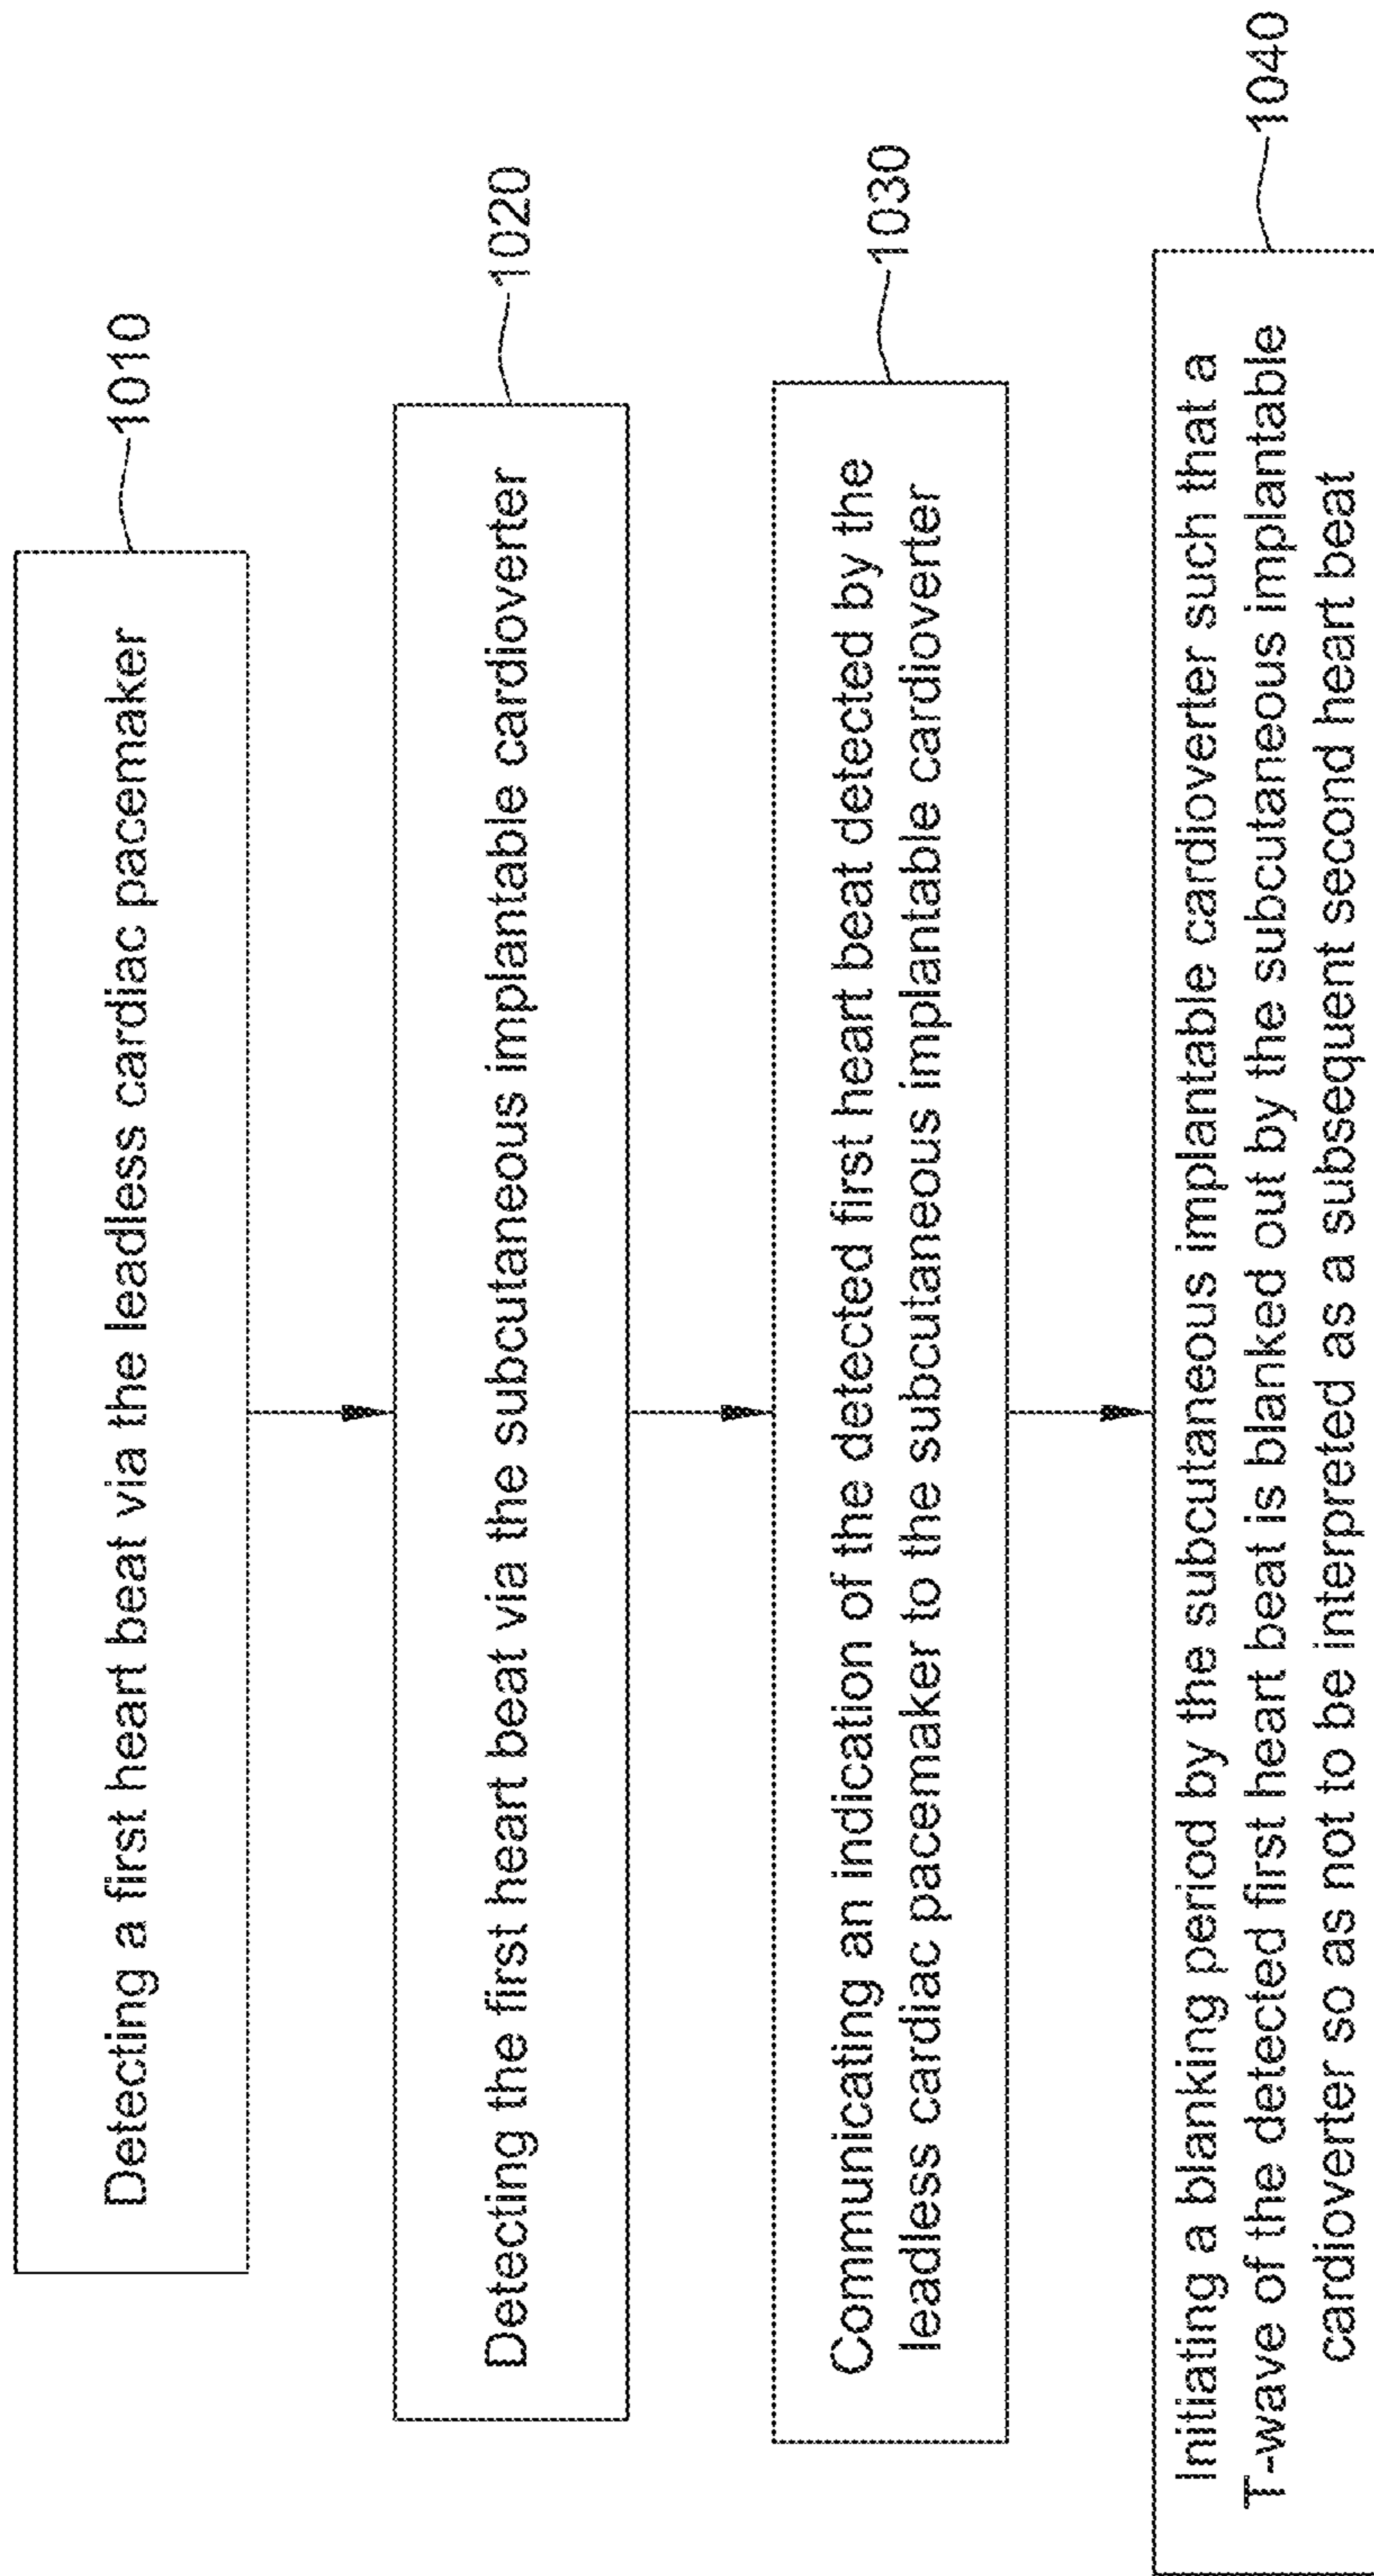 Detecting a first heart beat via the leadless cardiac pacemaker
1010
Detecting the first heart beat via the subcutaneous implantable cardioverter
1020
Communicating an indication of the detected first heart beat detected by the
leadless cardiac pacemaker to the subcutaneous implantable cardioverter
1030
Initiating a blanking period by the subcutaneous implantable cardioverter such that a
T-wave of the detected first heart beat is blanked out by the subcutaneous implantable
cardioverter so as not to be interpreted as a subsequent second heart beat
1040